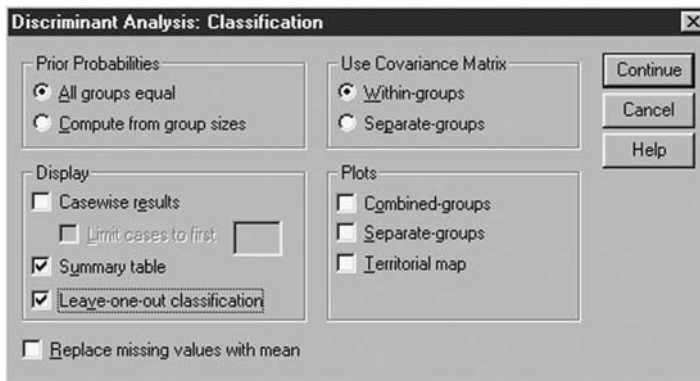 Discriminant Analysis: Classification
Prior Probabilities
All groups equal
Compute from group sizes
Use Covariance Matrix
Within-groups
Separate-groups
Continue
Cancel
Help
Display
Casewise results
Limit cases to first
Summary table
Leave-one-out classification
Plots
Combined-groups
Separate-groups
Territorial map
Replace missing values with mean